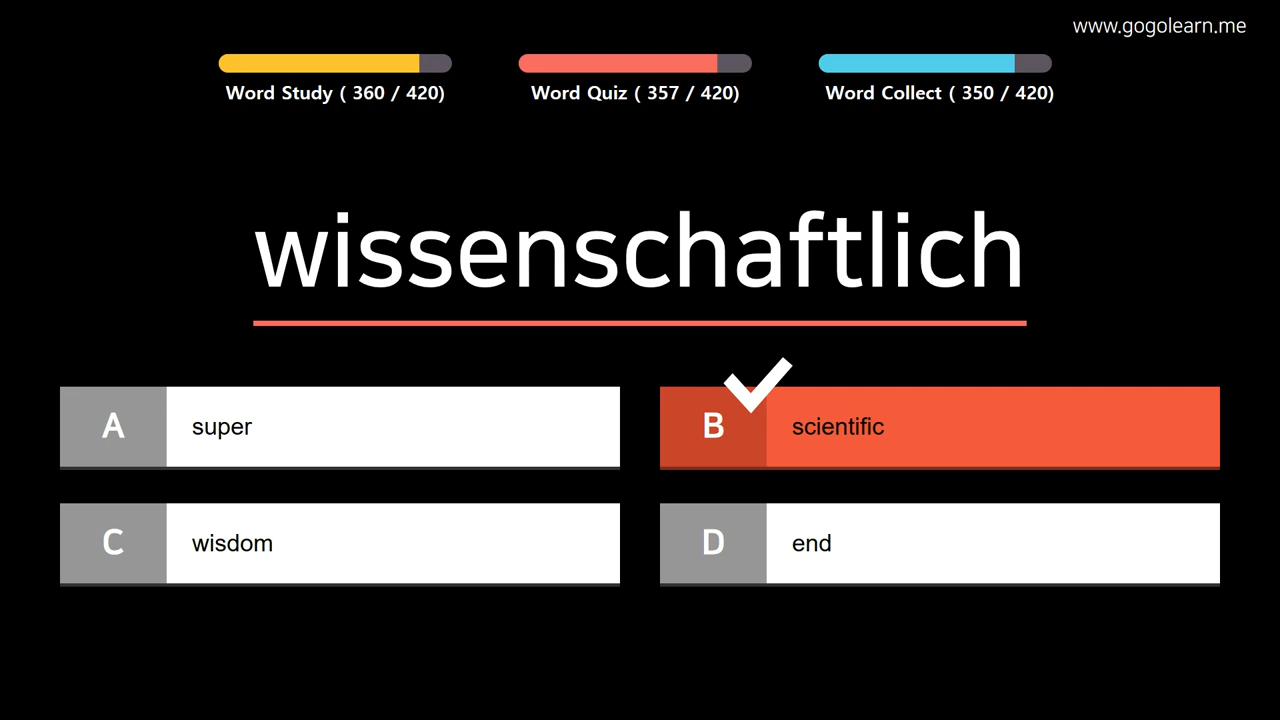 www.gogolearn.me
Word Study ( 360 / 420)
Word Quiz ( 357 / 420)
Word Collect ( 350 / 420)
wissenschaftlich
A super
B scientific
C wisdom
D end